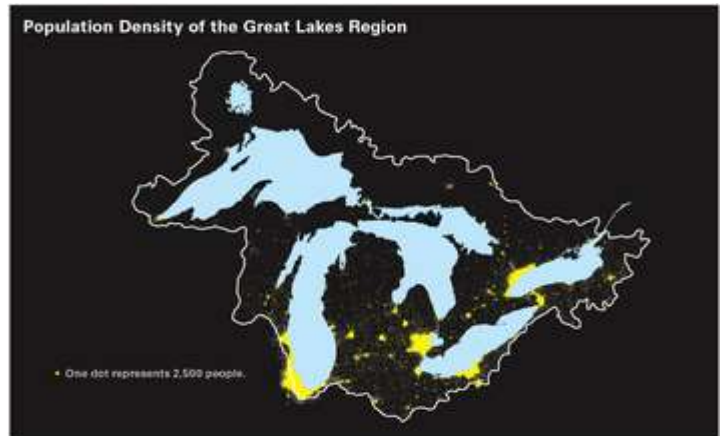 Population Density of the Great Lakes Region
One dot represents 2,500 people.